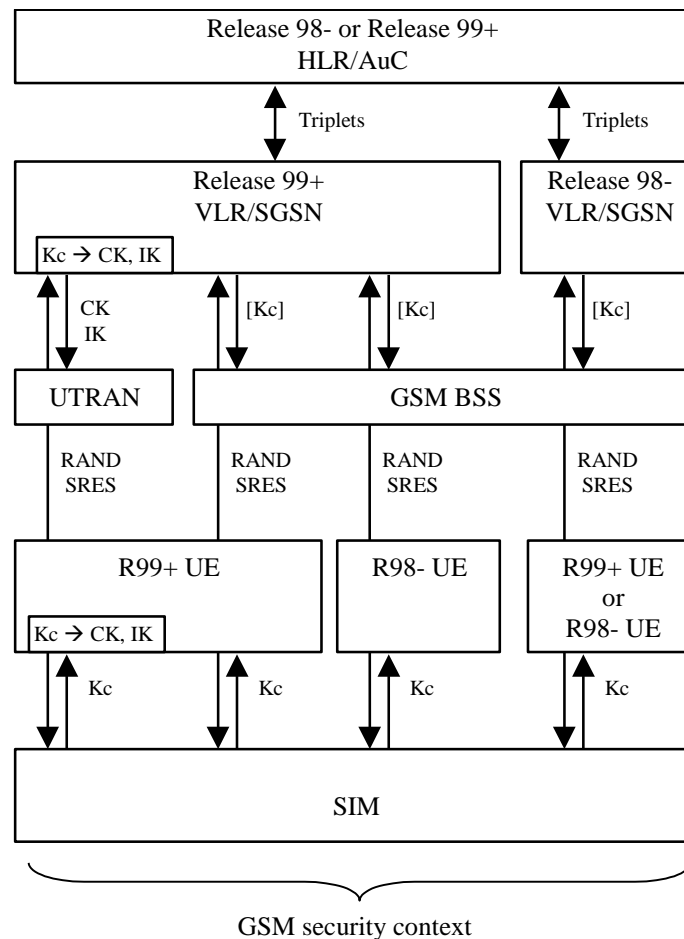 Release 98- or Release 99+
HLR/AuC
Triplets
Triplets
Release 99+
VLR/SGSN
Release 98-
VLR/SGSN
Kc → CK, IK
CK
IK
[Kc]
[Kc]
[Kc]
UTRAN
GSM BSS
RAND
SRES
RAND
SRES
RAND
SRES
RAND
SRES
R99+ UE
R98- UE
R99+ UE
or
R98- UE
Kc → CK, IK
Kc
Kc
Kc
Kc
SIM
GSM security context